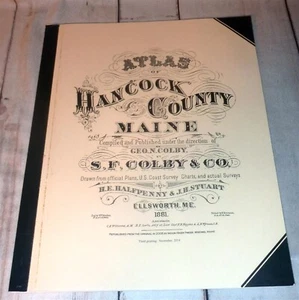 ATLAS
OF
HANCOCK
COUNTY
MAINE
Compiled and Published under the direction of
GEO. N. COLBY.
S. F. COLBY & CO.
Drawn from official Plans, U.S. Coast Survey Charts, and actual Surveys
BY
H. E. HALFPENNY & J. H. STUART
ELLSWORTH, ME.
1881.